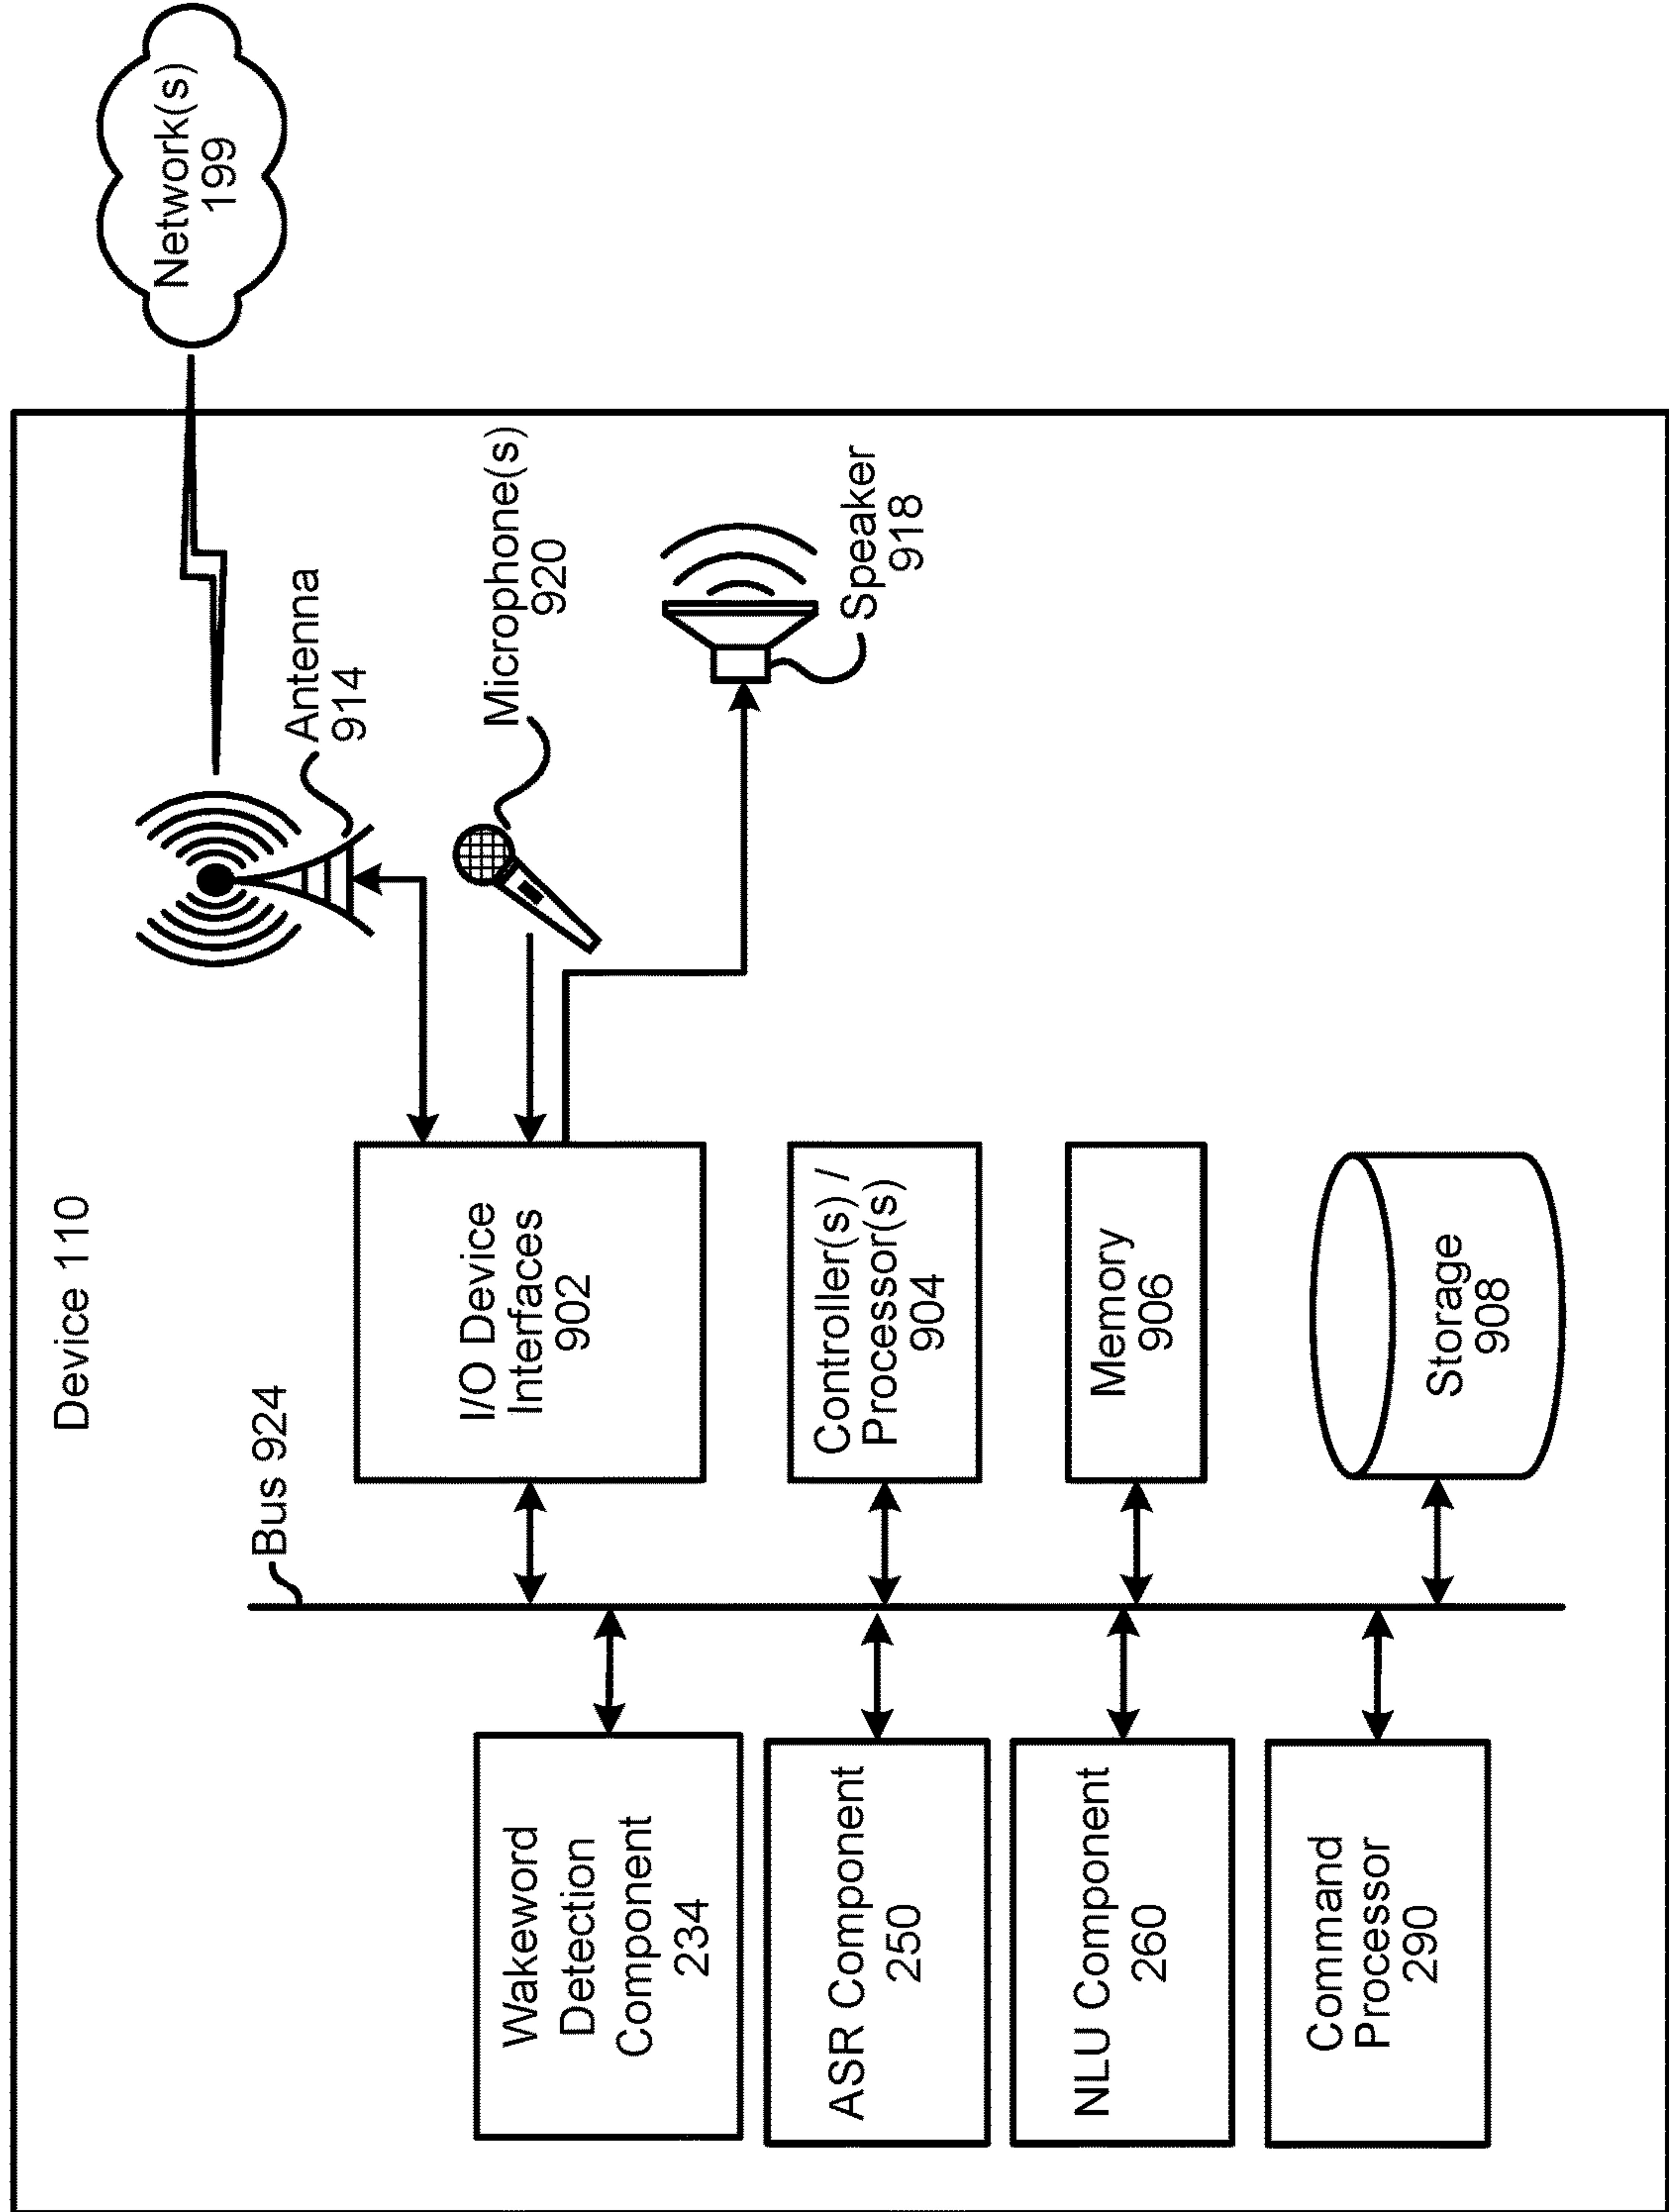 Device 110
Bus 924
Wakeword
Detection
Component
234
ASR Component
250
NLU Component
260
Command
Processor
290
I/O Device
Interfaces
902
Controller(s) /
Processor(s)
904
Memory
906
Storage
908
Antenna
914
Microphone(s)
920
Speaker
918
Network(s)
199